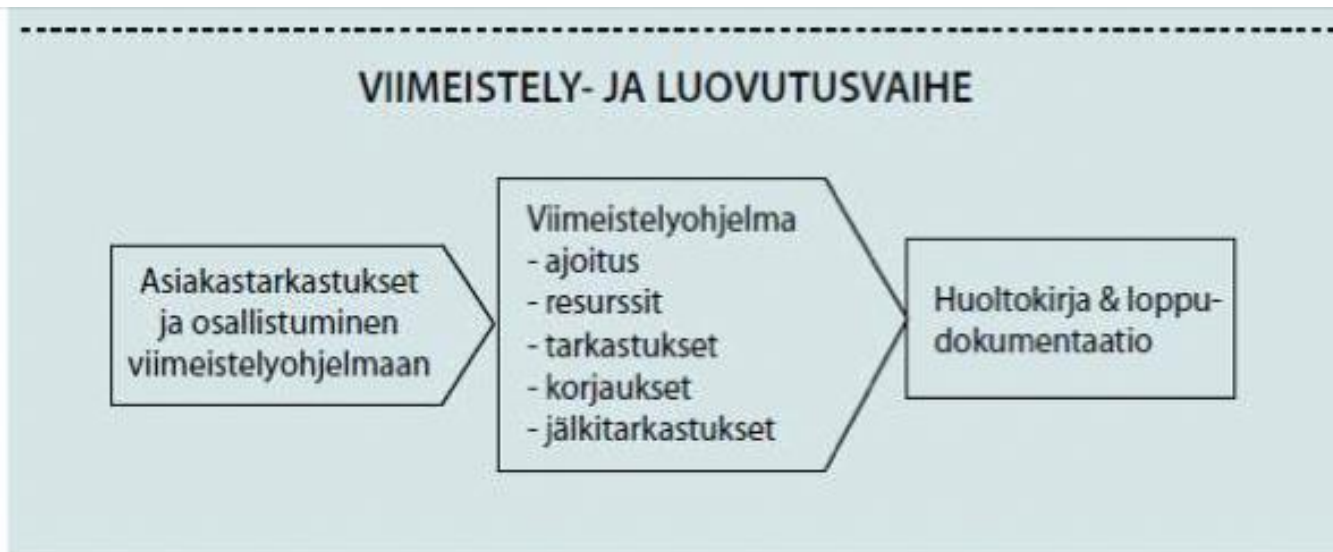 VIIMEISTELY- JA LUOVUTUSVAIHE
Asiakastarkastukset
ja osallistuminen
viimeistelyohjelmaan
Viimeistelyohjelma
- ajoitus
- resurssit
- tarkastukset
- korjaukset
- jälkitarkastukset
Huoltokirja & loppu-
dokumentaatio